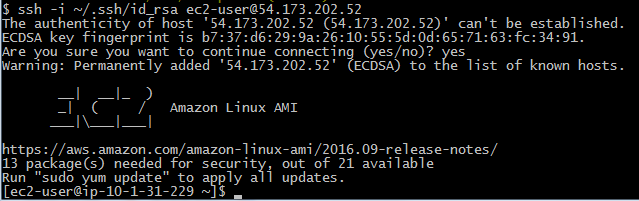 $ ssh -i ~/.ssh/id_rsa ec2-user@54.173.202.52
The authenticity of host '54.173.202.52 (54.173.202.52)' can't be established.
ECDSA key fingerprint is b7:37:d6:29:9a:26:10:55:5d:0d:65:71:63:fc:34:91.
Are you sure you want to continue connecting (yes/no)? yes
Warning: Permanently added '54.173.202.52' (ECDSA) to the list of known hosts.

       __|  __|_  )
       _|  (     /   Amazon Linux AMI
      ___|\___|___|

https://aws.amazon.com/amazon-linux-ami/2016.09-release-notes/
13 package(s) needed for security, out of 21 available
Run "sudo yum update" to apply all updates.
[ec2-user@ip-10-1-31-229 ~]$